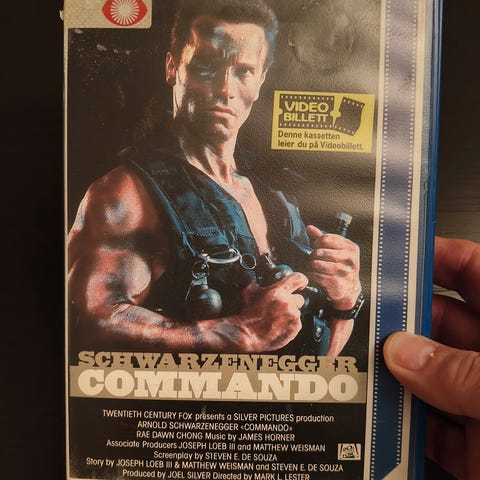 VIDEO
BILLETT
Denne kassetten
leier du på Videobillett.
SCHWARZENEGGER
COMMANDO
TWENTIETH CENTURY FOX presents a SILVER PICTURES production
ARNOLD SCHWARZENEGGER «COMMANDO»
RAE DAWN CHONG Music by JAMES HORNER
Associate Producers JOSEPH LOEB III and MATTHEW WEISMAN
Screenplay by STEVEN E. DE SOUZA
Story by JOSEPH LOEB III & MATTHEW WEISMAN and STEVEN E. DE SOUZA
Produced by JOEL SILVER Directed by MARK L. LESTER